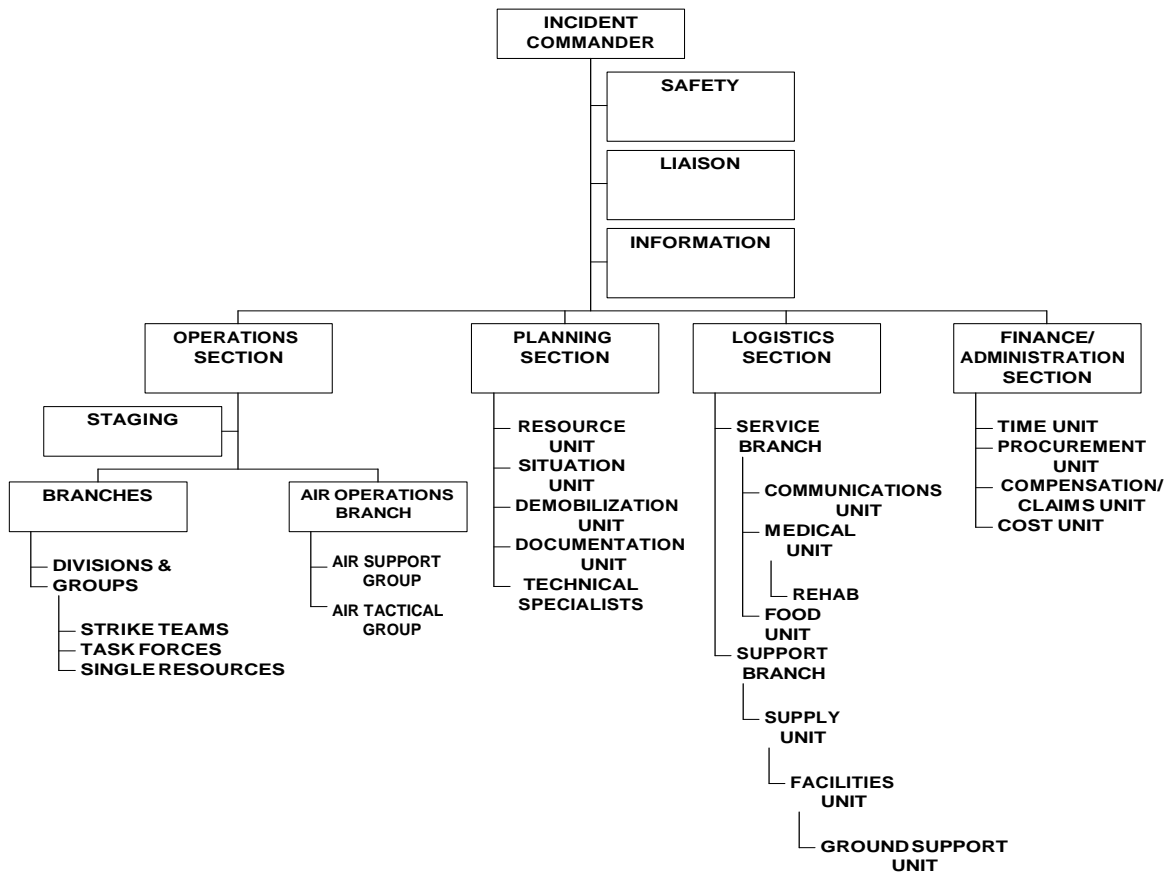 INCIDENT
COMMANDER
SAFETY
LIAISON
INFORMATION
OPERATIONS
SECTION
PLANNING
SECTION
LOGISTICS
SECTION
FINANCE/
ADMINISTRATION
SECTION
STAGING
BRANCHES
AIR OPERATIONS
BRANCH
DIVISIONS &
GROUPS
STRIKE TEAMS
TASK FORCES
SINGLE RESOURCES
AIR SUPPORT
GROUP
AIR TACTICAL
GROUP
RESOURCE
UNIT
SITUATION
UNIT
DEMOBILIZATION
UNIT
DOCUMENTATION
UNIT
TECHNICAL
SPECIALISTS
SERVICE
BRANCH
COMMUNICATIONS
UNIT
MEDICAL
UNIT
REHAB
FOOD
UNIT
SUPPORT
BRANCH
SUPPLY
UNIT
FACILITIES
UNIT
GROUND SUPPORT
UNIT
TIME UNIT
PROCUREMENT
UNIT
COMPENSATION/
CLAIMS UNIT
COST UNIT